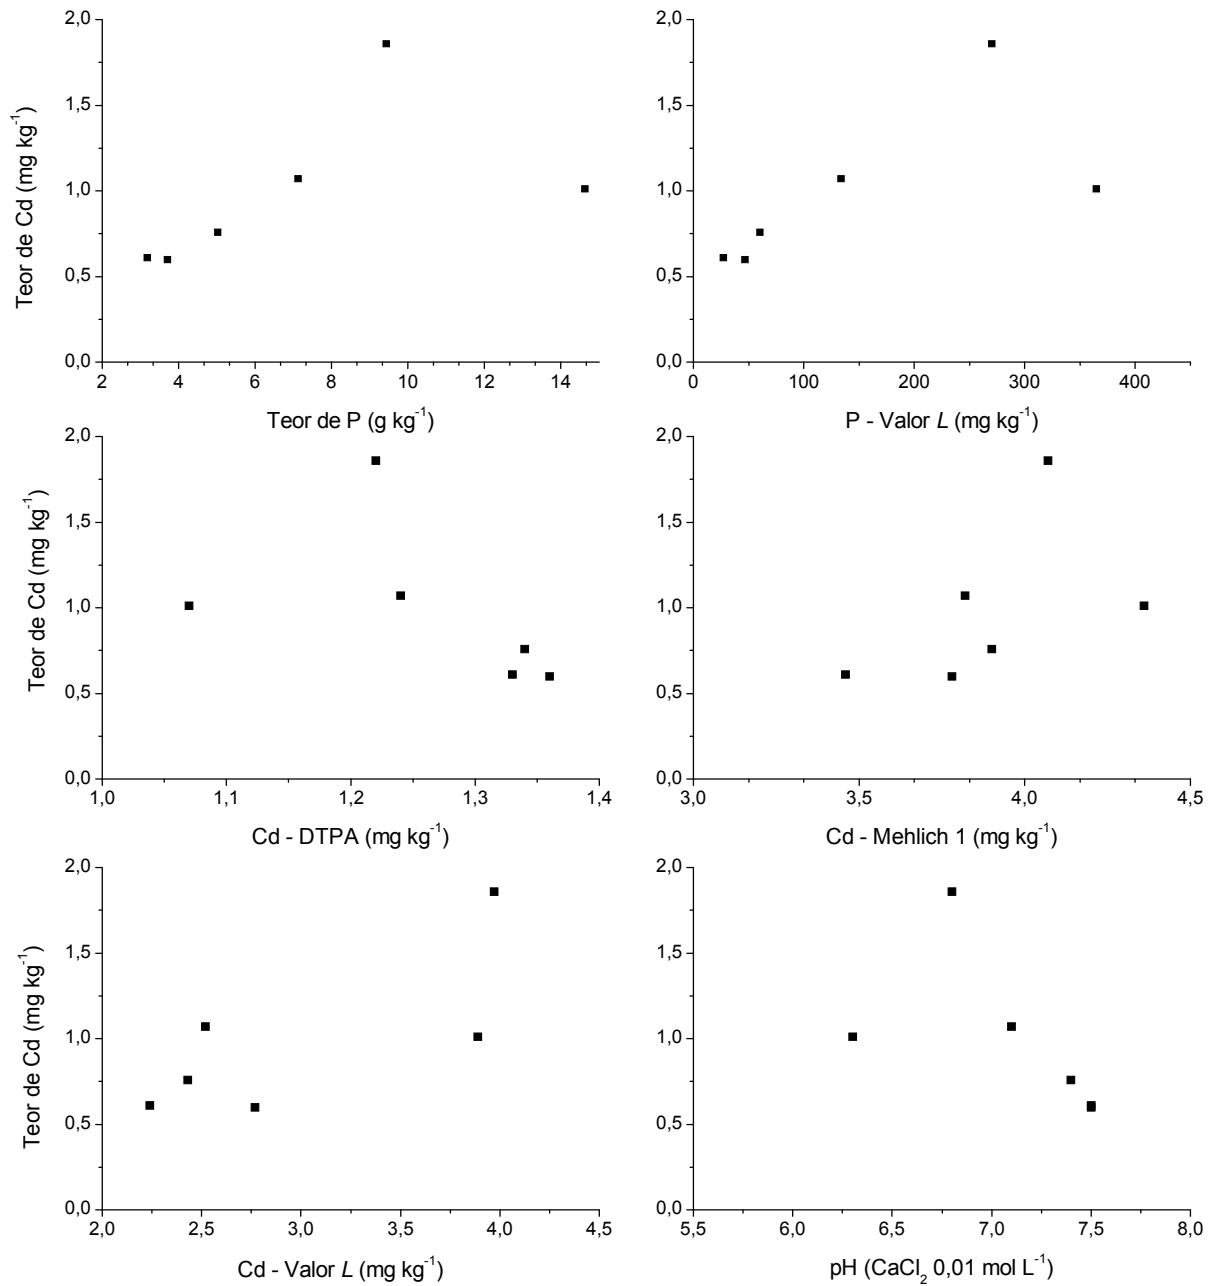 2,0
1,5
1,0
0,5
0,0
Teor de Cd (mg kg⁻¹)
2 4 6 8 10 12 14
Teor de P (g kg⁻¹)
2,0
1,5
1,0
0,5
0,0
0 100 200 300 400
P - Valor L (mg kg⁻¹)
2,0
1,5
1,0
0,5
0,0
Teor de Cd (mg kg⁻¹)
1,0 1,1 1,2 1,3 1,4
Cd - DTPA (mg kg⁻¹)
2,0
1,5
1,0
0,5
0,0
3,0 3,5 4,0 4,5
Cd - Mehlich 1 (mg kg⁻¹)
2,0
1,5
1,0
0,5
0,0
Teor de Cd (mg kg⁻¹)
2,0 2,5 3,0 3,5 4,0 4,5
Cd - Valor L (mg kg⁻¹)
2,0
1,5
1,0
0,5
0,0
5,5 6,0 6,5 7,0 7,5 8,0
pH (CaCl₂ 0,01 mol L⁻¹)